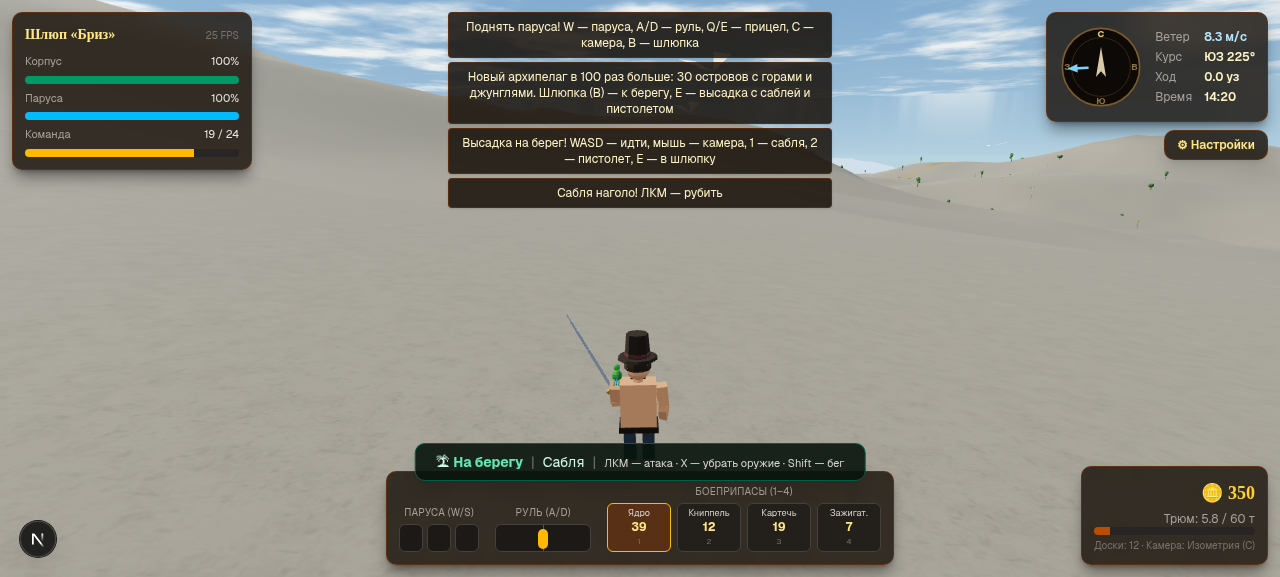 Шлюп «Бриз»
25 FPS
Корпус 100%
Паруса 100%
Команда 19 / 24
Поднять паруса! W — паруса, A/D — руль, Q/E — прицел, C —
камера, B — шлюпка
Новый архипелаг в 100 раз больше: 30 островов с горами и
джунглями. Шлюпка (B) — к берегу, E — высадка с саблей и
пистолетом
Высадка на берег! WASD — идти, мышь — камера, 1 — сабля, 2
— пистолет, E — в шлюпку
Сабля наголо! ЛКМ — рубить
С
З В
Ю
Ветер 8.3 м/с
Курс ЮЗ 225°
Ход 0.0 уз
Время 14:20
⚙ Настройки
🏝 На берегу | Сабля | ЛКМ — атака · X — убрать оружие · Shift — бег
ПАРУСА (W/S)
РУЛЬ (A/D)
БОЕПРИПАСЫ (1–4)
Ядро
39
1
Книппель
12
2
Картечь
19
3
Зажигат.
7
4
350
Трюм: 5.8 / 60 т
Доски: 12 · Камера: Изометрия (C)
N